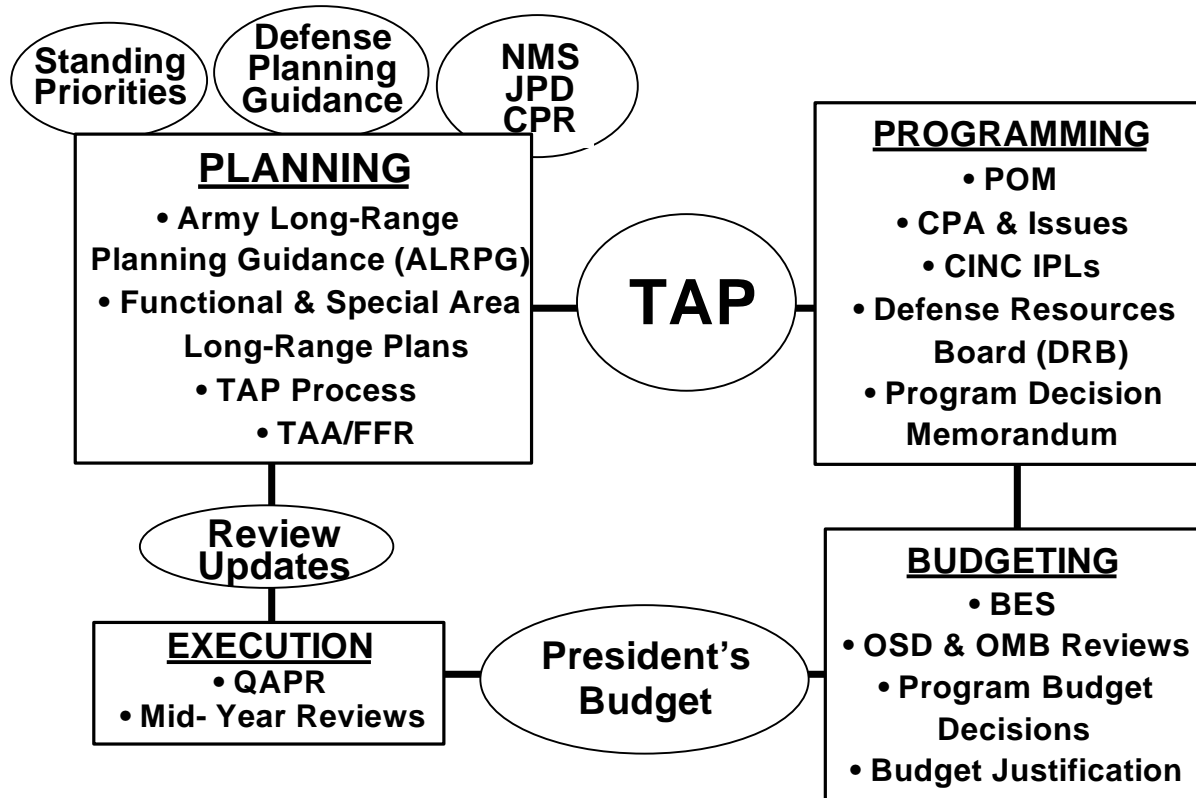 Standing
Priorities
Defense
Planning
Guidance
NMS
JPD
CPR
PLANNING
• Army Long-Range
Planning Guidance (ALRPG)
• Functional & Special Area
Long-Range Plans
• TAP Process
• TAA/FFR
TAP
PROGRAMMING
• POM
• CPA & Issues
• CINC IPLs
• Defense Resources
Board (DRB)
• Program Decision
Memorandum
Review
Updates
EXECUTION
• QAPR
• Mid- Year Reviews
President’s
Budget
BUDGETING
• BES
• OSD & OMB Reviews
• Program Budget
Decisions
• Budget Justification